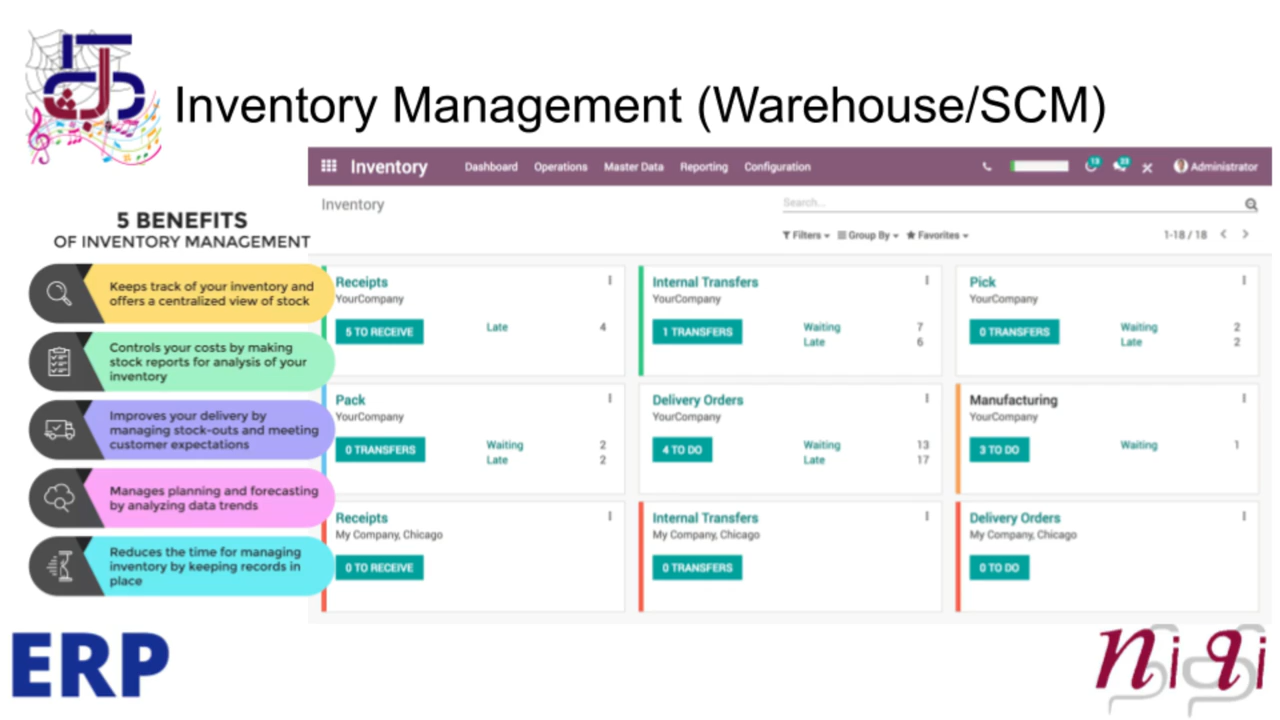 Inventory Management (Warehouse/SCM)
Inventory Dashboard Operations Master Data Reporting Configuration 13 23 Administrator
Inventory
Search...
Filters Group By Favorites 1-18 / 18
5 BENEFITS
OF INVENTORY MANAGEMENT
Keeps track of your inventory and
offers a centralized view of stock
Controls your costs by making
stock reports for analysis of your
inventory
Improves your delivery by
managing stock-outs and meeting
customer expectations
Manages planning and forecasting
by analyzing data trends
Reduces the time for managing
inventory by keeping records in
place
Receipts
YourCompany
5 TO RECEIVE
Late 4
Internal Transfers
YourCompany
1 TRANSFERS
Waiting 7
Late 6
Pick
YourCompany
0 TRANSFERS
Waiting 2
Late 2
Pack
YourCompany
0 TRANSFERS
Waiting 2
Late 2
Delivery Orders
YourCompany
4 TO DO
Waiting 13
Late 17
Manufacturing
YourCompany
3 TO DO
Waiting 1
Receipts
My Company, Chicago
0 TO RECEIVE
Internal Transfers
My Company, Chicago
0 TRANSFERS
Delivery Orders
My Company, Chicago
0 TO DO
ERP
niqi